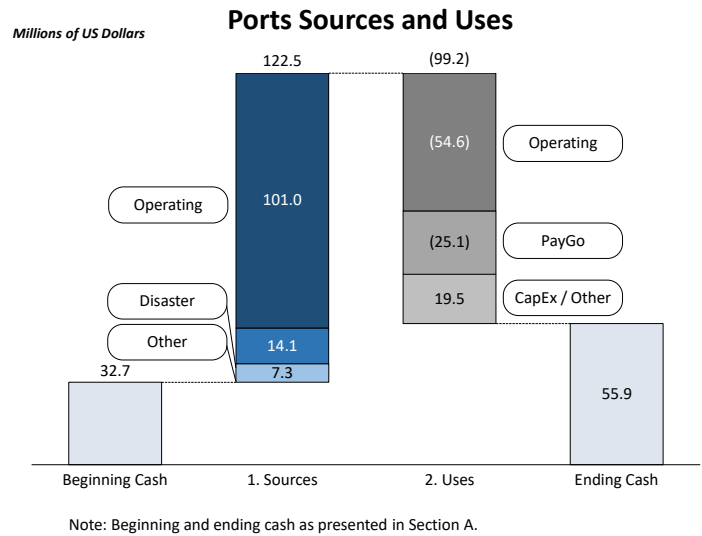 Ports Sources and Uses
Millions of US Dollars
122.5
(99.2)
Operating
101.0
(54.6)
Operating
(25.1)
PayGo
Disaster
19.5
CapEx / Other
Other
14.1
32.7
7.3
55.9
Beginning Cash
1. Sources
2. Uses
Ending Cash
Note: Beginning and ending cash as presented in Section A.